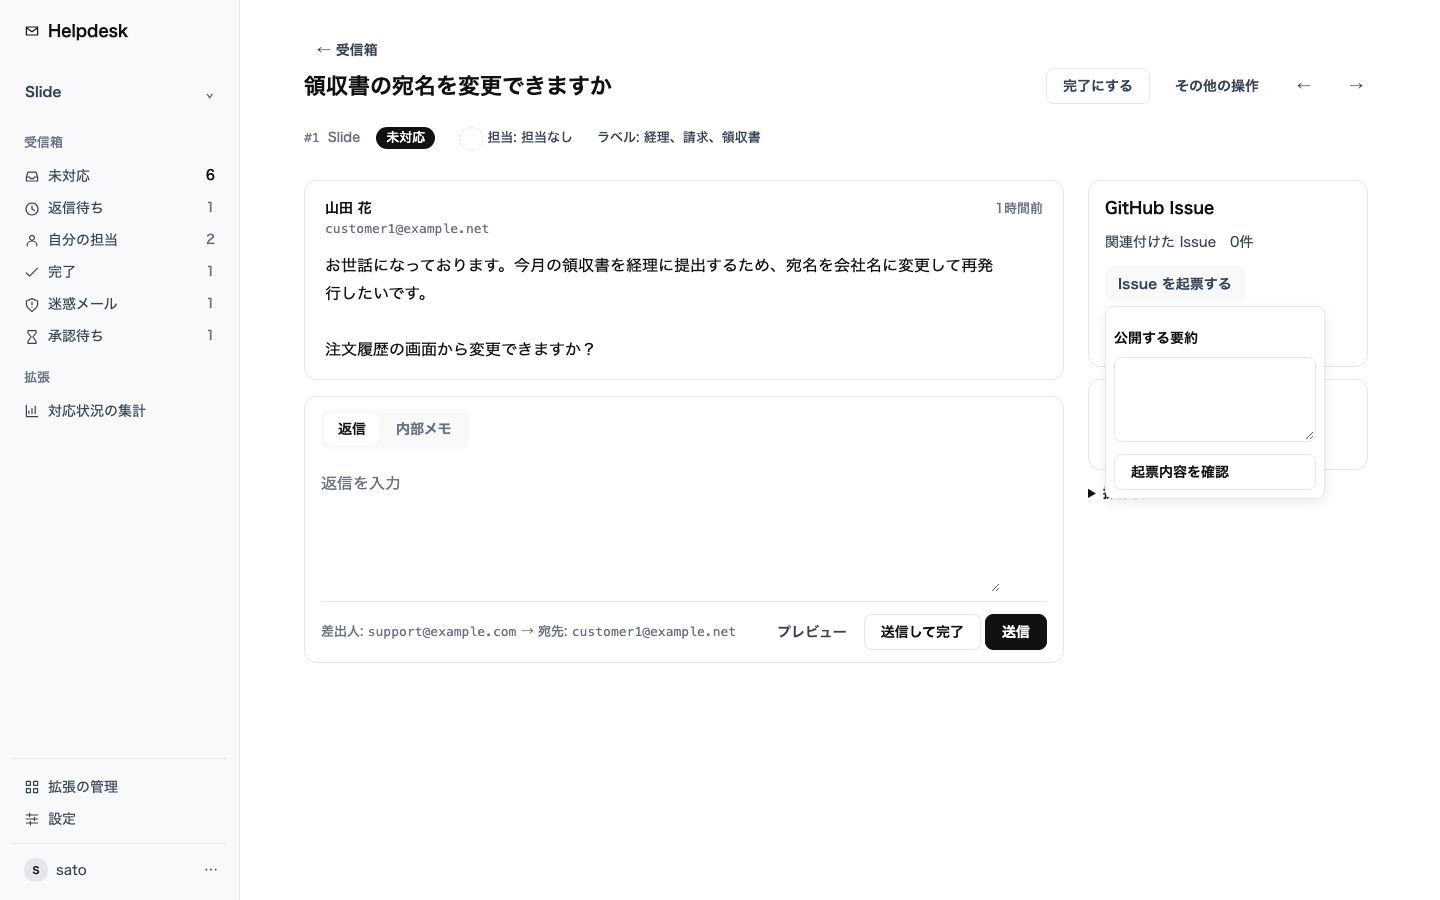 Helpdesk
Slide
受信箱
未対応 6
返信待ち 1
自分の担当 2
完了 1
迷惑メール 1
承認待ち 1
拡張
対応状況の集計
拡張の管理
設定
S sato …
← 受信箱
領収書の宛名を変更できますか
完了にする その他の操作 ← →
#1 Slide 未対応 担当: 担当なし ラベル: 経理、請求、領収書
山田 花 1時間前
customer1@example.net
お世話になっております。今月の領収書を経理に提出するため、宛名を会社名に変更して再発
行したいです。
注文履歴の画面から変更できますか？
返信 内部メモ
返信を入力
差出人: support@example.com → 宛先: customer1@example.net プレビュー 送信して完了 送信
GitHub Issue
関連付けた Issue 0件
Issue を起票する
公開する要約
起票内容を確認